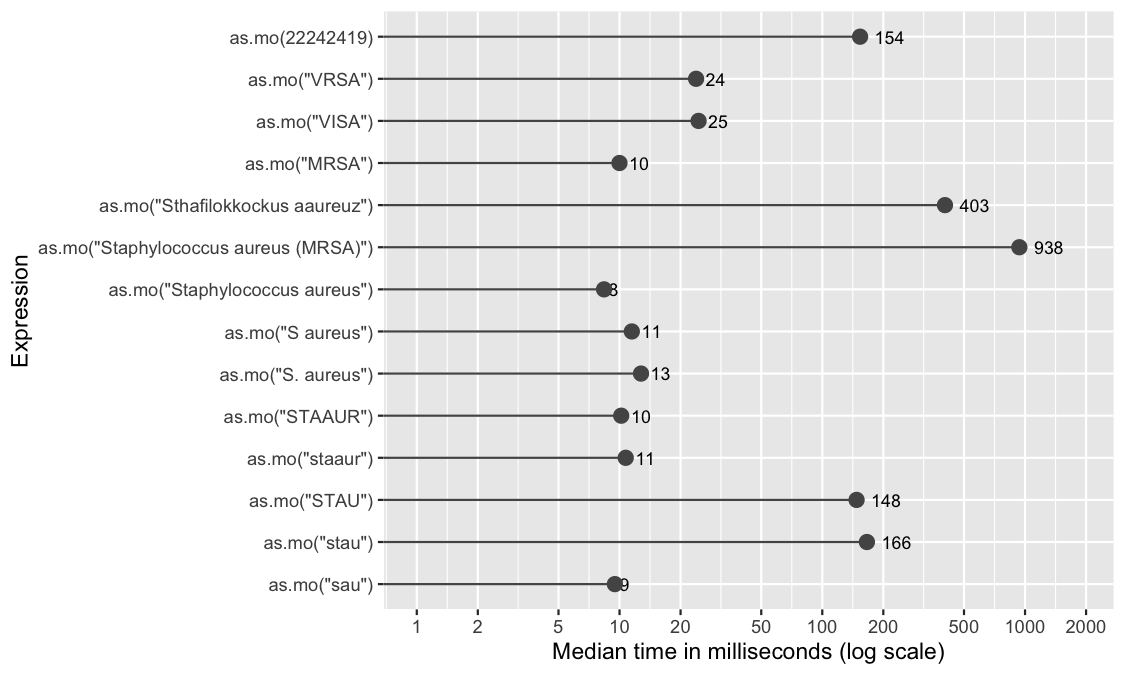 Expression
as.mo(22242419) 154
as.mo("VRSA") 24
as.mo("VISA") 25
as.mo("MRSA") 10
as.mo("Sthafilokkockus aaureuz") 403
as.mo("Staphylococcus aureus (MRSA)") 938
as.mo("Staphylococcus aureus") 8
as.mo("S aureus") 11
as.mo("S. aureus") 13
as.mo("STAAUR") 10
as.mo("staaur") 11
as.mo("STAU") 148
as.mo("stau") 166
as.mo("sau") 9
1 2 5 10 20 50 100 200 500 1000 2000
Median time in milliseconds (log scale)